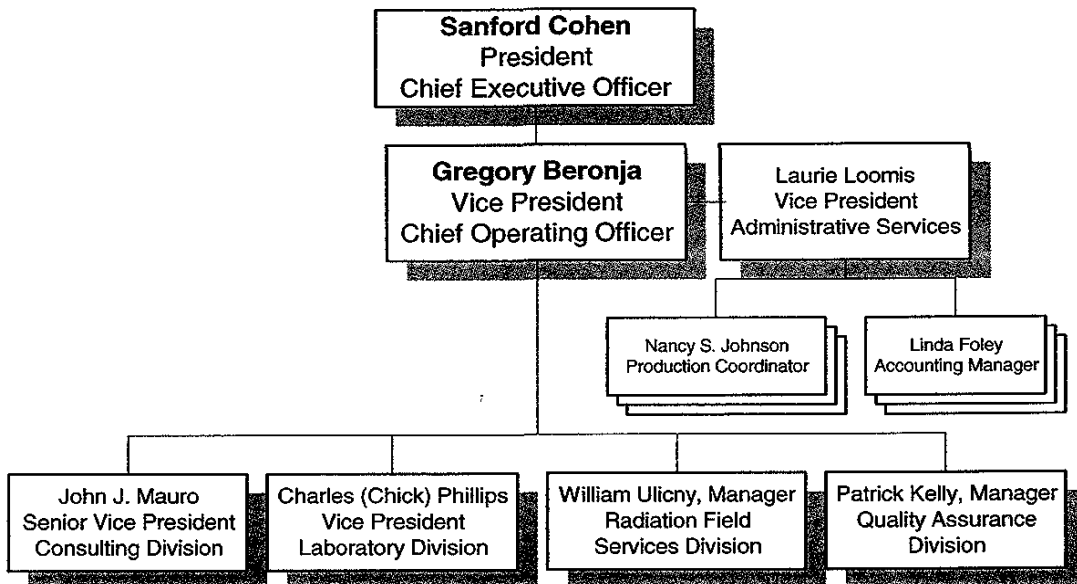 Sanford Cohen
President
Chief Executive Officer
Gregory Beronja
Vice President
Chief Operating Officer
Laurie Loomis
Vice President
Administrative Services
Nancy S. Johnson
Production Coordinator
Linda Foley
Accounting Manager
John J. Mauro
Senior Vice President
Consulting Division
Charles (Chick) Phillips
Vice President
Laboratory Division
William Ulicny, Manager
Radiation Field
Services Division
Patrick Kelly, Manager
Quality Assurance
Division